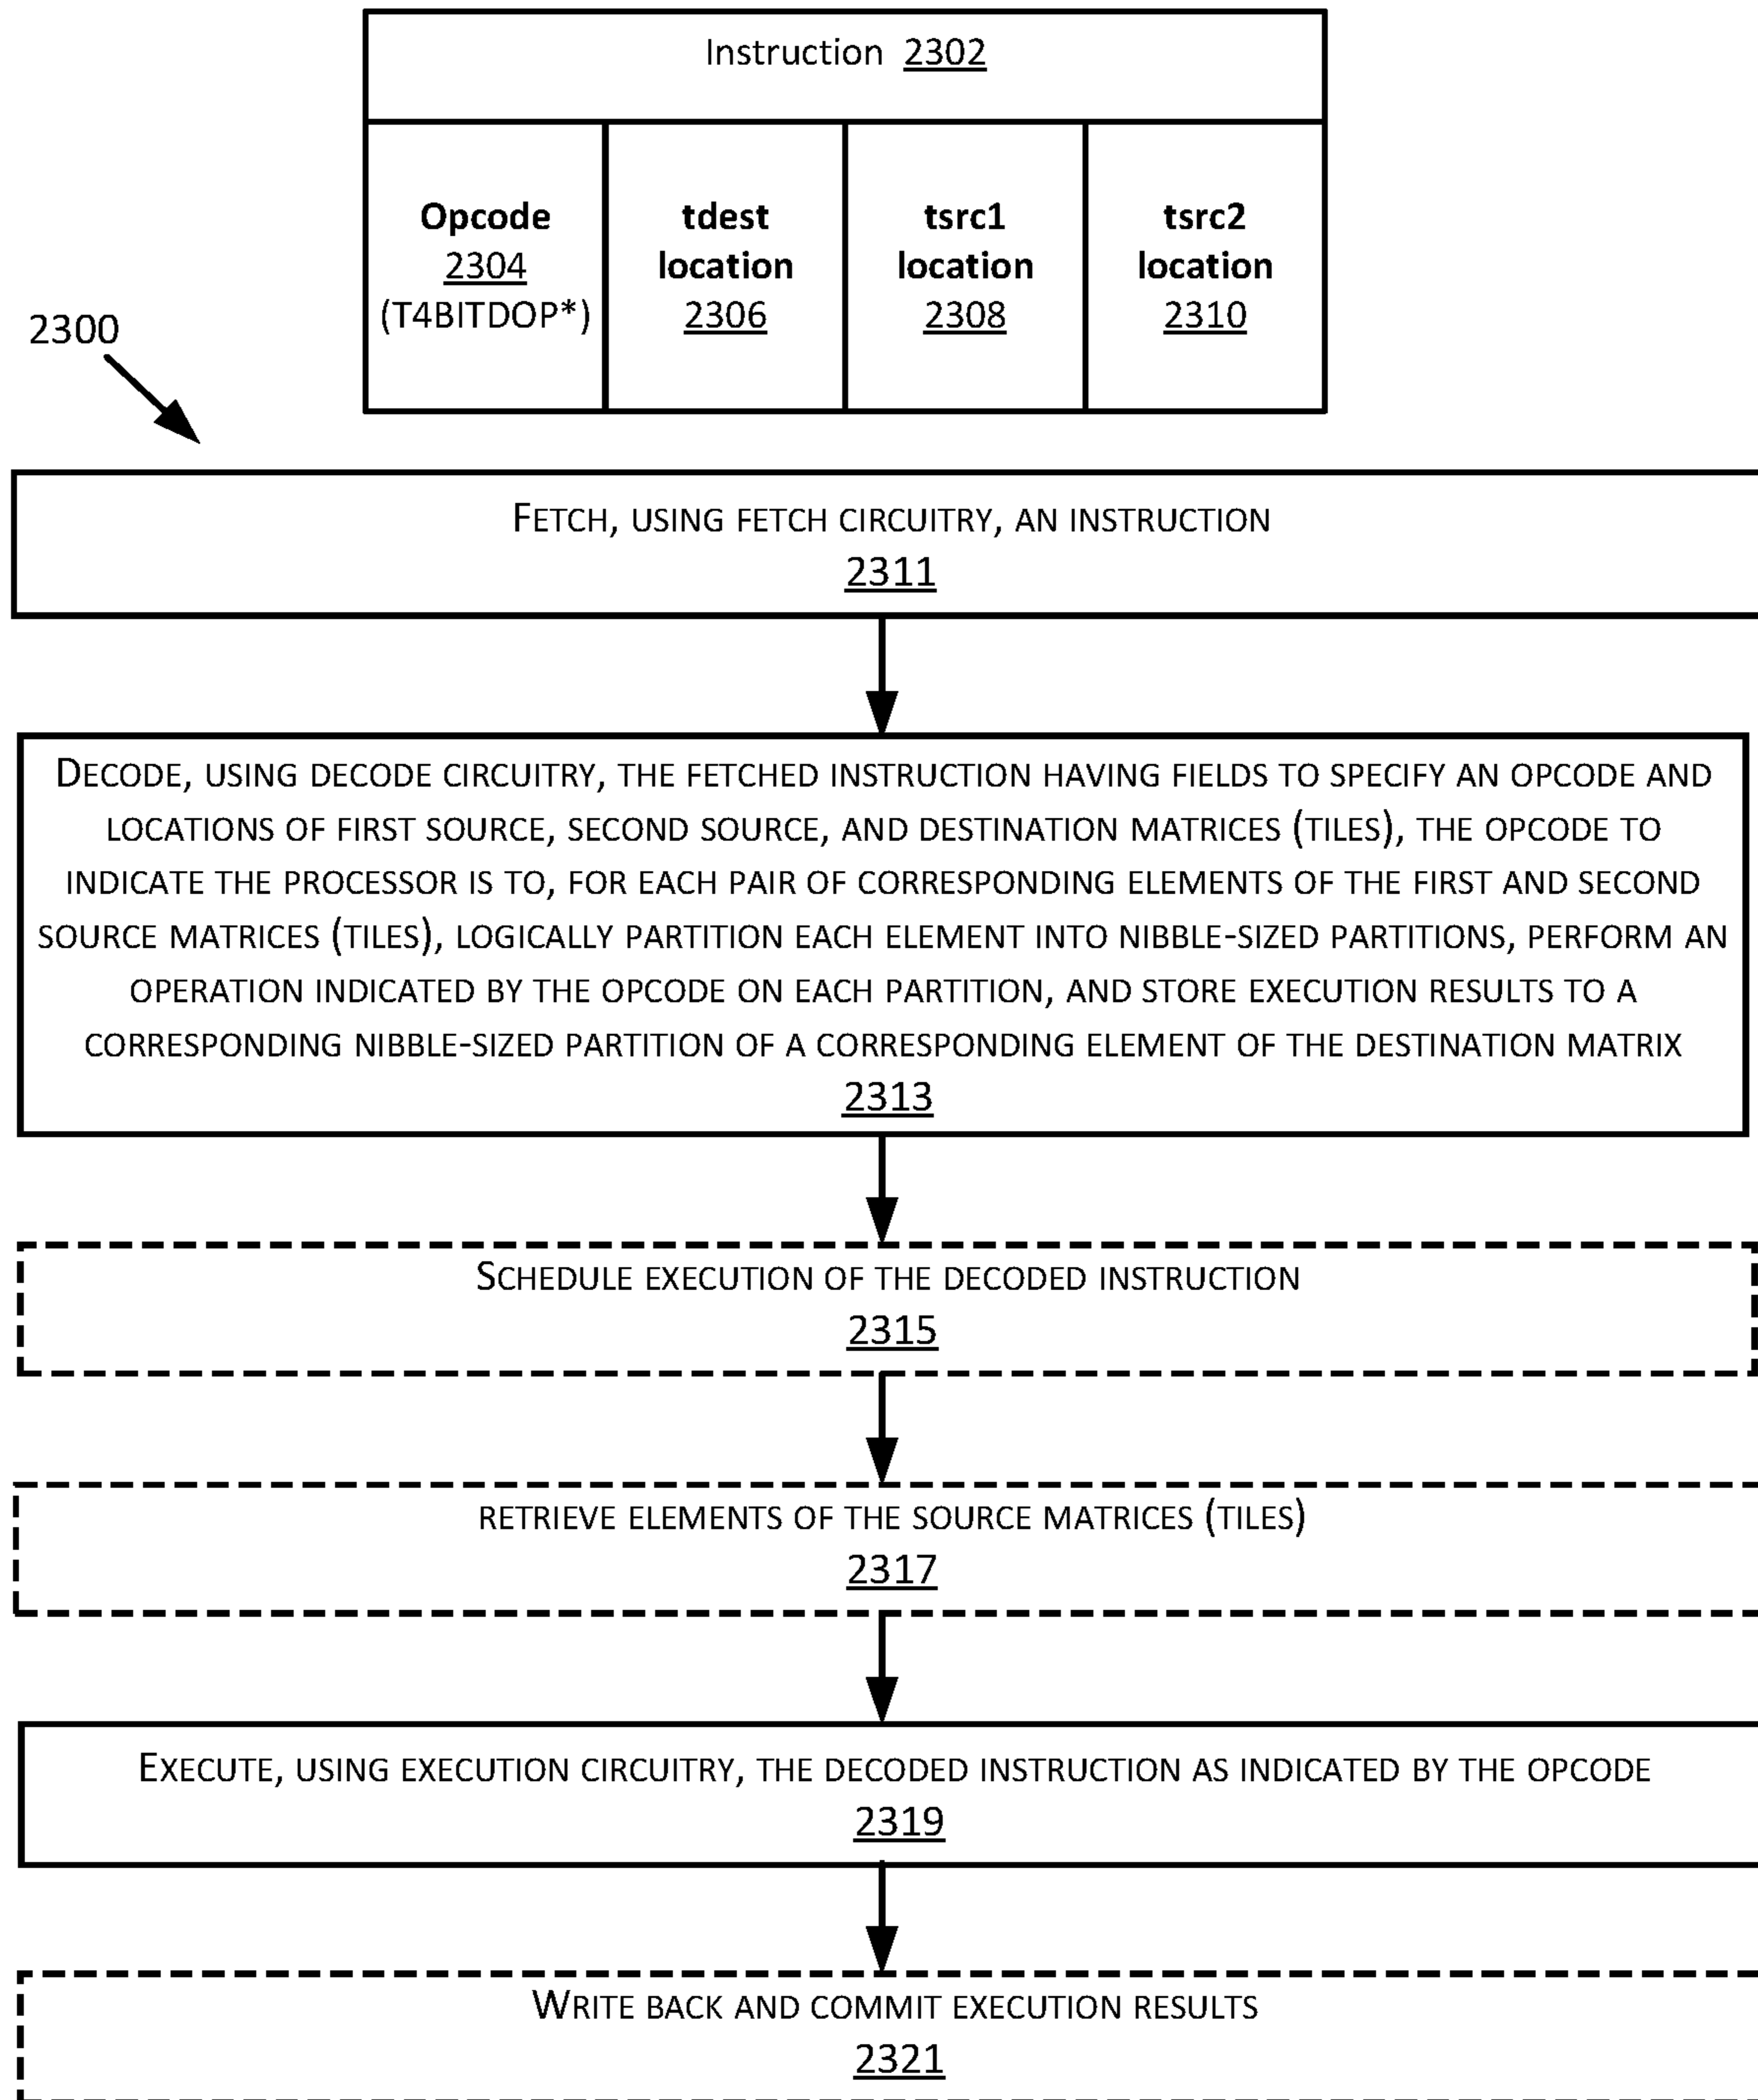 Instruction 2302
Opcode
2304
(T4BITDOP*)
tdest
location
2306
tsrc1
location
2308
tsrc2
location
2310
2300
FETCH, USING FETCH CIRCUITRY, AN INSTRUCTION
2311
DECODE, USING DECODE CIRCUITRY, THE FETCHED INSTRUCTION HAVING FIELDS TO SPECIFY AN OPCODE AND
LOCATIONS OF FIRST SOURCE, SECOND SOURCE, AND DESTINATION MATRICES (TILES), THE OPCODE TO
INDICATE THE PROCESSOR IS TO, FOR EACH PAIR OF CORRESPONDING ELEMENTS OF THE FIRST AND SECOND
SOURCE MATRICES (TILES), LOGICALLY PARTITION EACH ELEMENT INTO NIBBLE-SIZED PARTITIONS, PERFORM AN
OPERATION INDICATED BY THE OPCODE ON EACH PARTITION, AND STORE EXECUTION RESULTS TO A
CORRESPONDING NIBBLE-SIZED PARTITION OF A CORRESPONDING ELEMENT OF THE DESTINATION MATRIX
2313
SCHEDULE EXECUTION OF THE DECODED INSTRUCTION
2315
RETRIEVE ELEMENTS OF THE SOURCE MATRICES (TILES)
2317
EXECUTE, USING EXECUTION CIRCUITRY, THE DECODED INSTRUCTION AS INDICATED BY THE OPCODE
2319
WRITE BACK AND COMMIT EXECUTION RESULTS
2321